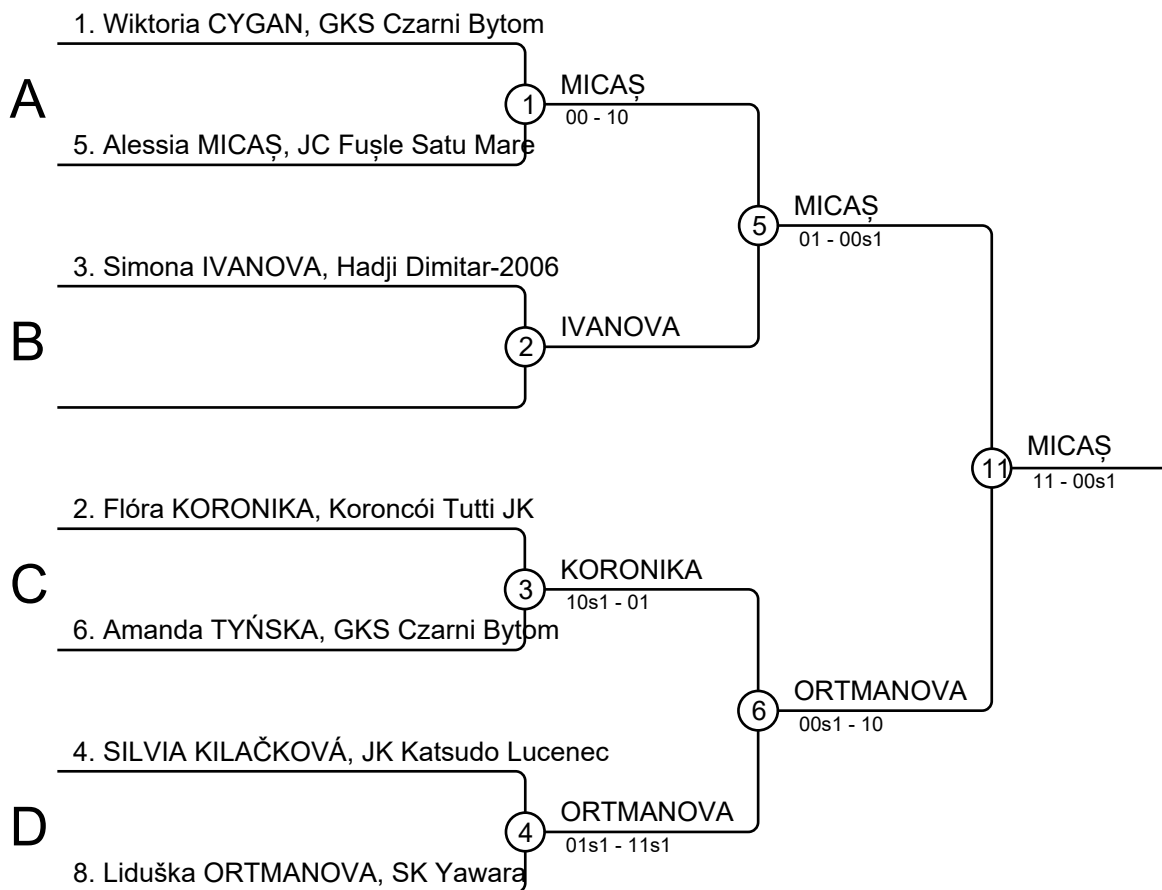 1. Wiktoria CYGAN, GKS Czarni Bytom
A
1
MICAȘ
00 - 10
5. Alessia MICAȘ, JC Fușle Satu Mare
5
MICAȘ
01 - 00s1
3. Simona IVANOVA, Hadji Dimitar-2006
B
2
IVANOVA
11
MICAȘ
11 - 00s1
2. Flóra KORONIKA, Koroncói Tutti JK
C
3
KORONIKA
10s1 - 01
6. Amanda TYŃSKA, GKS Czarni Bytom
6
ORTMANOVA
00s1 - 10
4. SILVIA KILAČKOVÁ, JK Katsudo Lucenec
D
4
ORTMANOVA
01s1 - 11s1
8. Liduška ORTMANOVA, SK Yawara